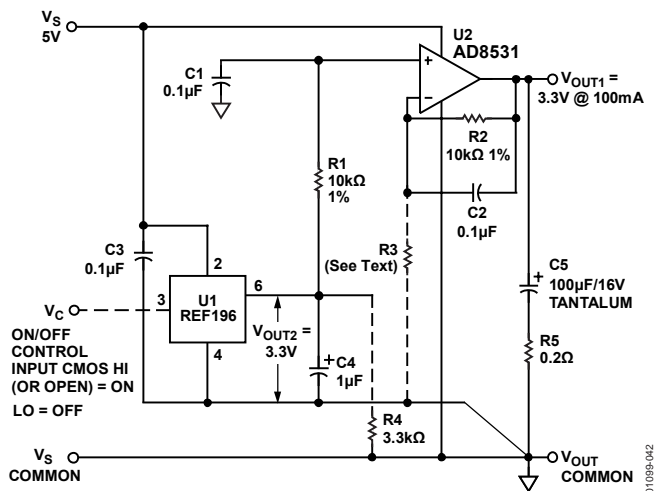 VS
5V
U2
AD8531
C1
0.1µF
+
−
VOUT1 =
3.3V @ 100mA
R2
10kΩ 1%
R1
10kΩ
1%
C2
0.1µF
C3
0.1µF
2
R3
(See Text)
C5
100µF/16V
TANTALUM
+
VC
3
U1
REF196
6
4
VOUT2 =
3.3V
ON/OFF
CONTROL
INPUT CMOS HI
(OR OPEN) = ON
LO = OFF
+
C4
1µF
R5
0.2Ω
R4
3.3kΩ
VS
COMMON
VOUT
COMMON
01099-042